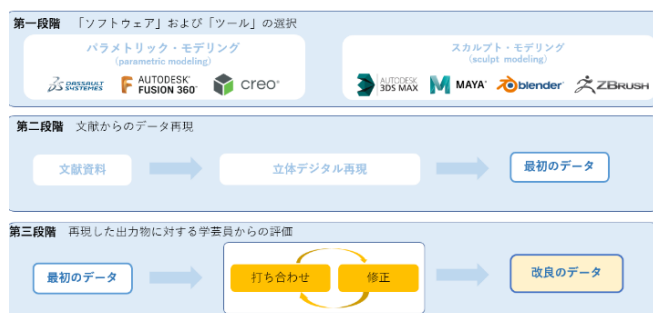 第一段階 「ソフトウェア」および「ツール」の選択
パラメトリック・モデリング
(parametric modeling)
スカルプト・モデリング
(sculpt modeling)
DASSAULT SYSTEMES
AUTODESK FUSION 360
creo
AUTODESK 3DS MAX
MAYA
blender
ZBRUSH
第二段階 文献からのデータ再現
文献資料
立体デジタル再現
最初のデータ
第三段階 再現した出力物に対する学芸員からの評価
最初のデータ
打ち合わせ
修正
改良のデータ